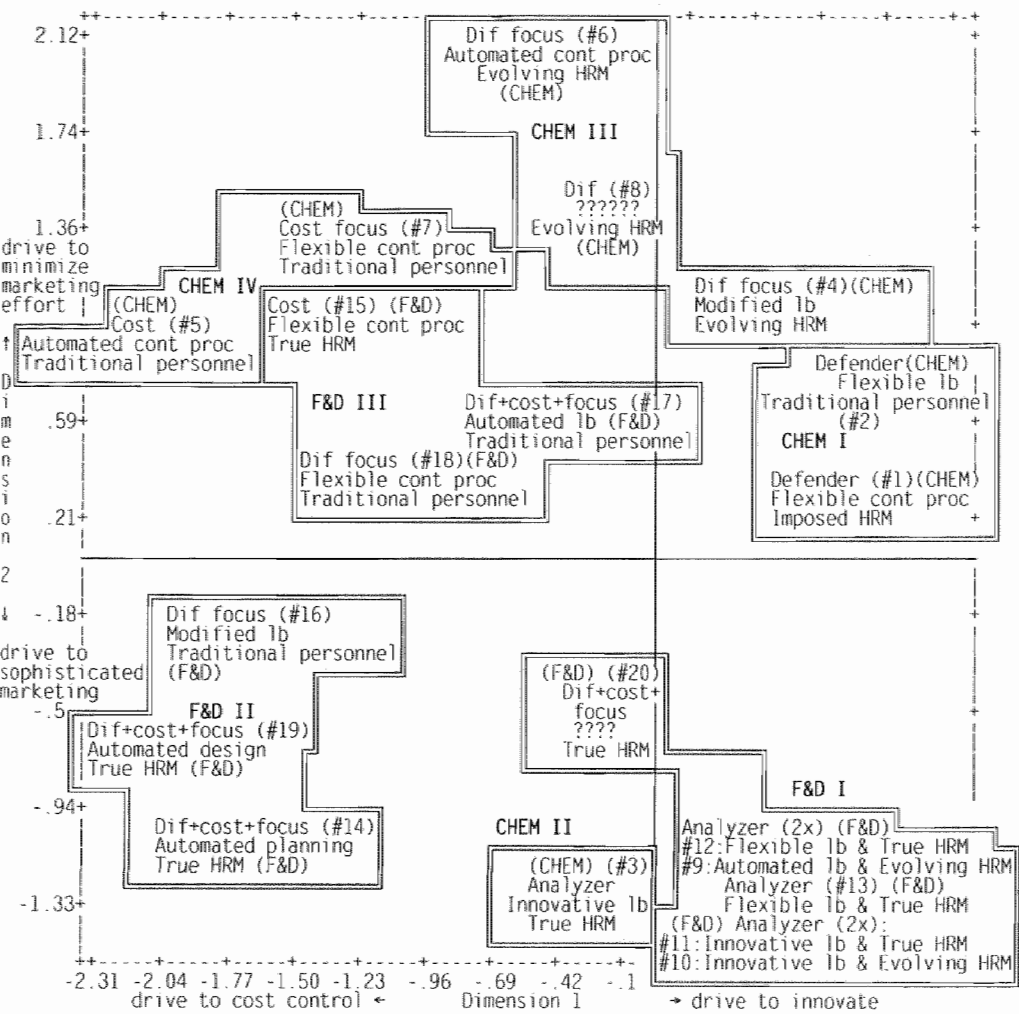 2.12+
Dif focus (#6)
Automated cont proc
Evolving HRM
(CHEM)
1.74+
CHEM III
Dif (#8)
??????
Evolving HRM
(CHEM)
(CHEM)
Cost focus (#7)
Flexible cont proc
Traditional personnel
1.36+
drive to
minimize
marketing
effort
CHEM IV
(CHEM)
Cost (#5)
Automated cont proc
Traditional personnel
Cost (#15) (F&D)
Flexible cont proc
True HRM
Dif focus (#4)(CHEM)
Modified lb
Evolving HRM
Defender(CHEM)
Flexible lb
Traditional personnel
(#2)
CHEM I
Defender (#1)(CHEM)
Flexible cont proc
Imposed HRM
↑
Dimension 2
↓
.59+
F&D III
Dif+cost+focus (#17)
Automated lb (F&D)
Traditional personnel
Dif focus (#18)(F&D)
Flexible cont proc
Traditional personnel
.21+
-.18+
drive to
sophisticated
marketing
Dif focus (#16)
Modified lb
Traditional personnel
(F&D)
-.5
F&D II
Dif+cost+focus (#19)
Automated design
True HRM (F&D)
(F&D) (#20)
Dif+cost+
focus
????
True HRM
-.94+
Dif+cost+focus (#14)
Automated planning
True HRM (F&D)
CHEM II
(CHEM) (#3)
Analyzer
Innovative lb
True HRM
F&D I
Analyzer (2x) (F&D)
#12:Flexible lb & True HRM
#9:Automated lb & Evolving HRM
Analyzer (#13) (F&D)
Flexible lb & True HRM
(F&D) Analyzer (2x):
#11:Innovative lb & True HRM
#10:Innovative lb & Evolving HRM
-1.33+
-2.31 -2.04 -1.77 -1.50 -1.23 -.96 -.69 -.42 -.1
drive to cost control ← Dimension 1 → drive to innovate